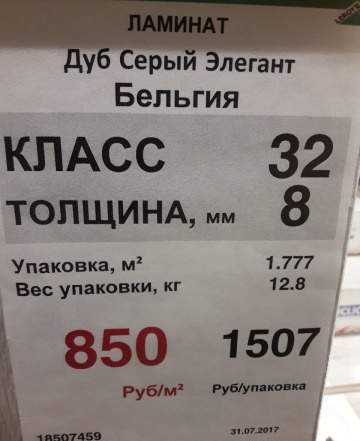 LEROY
ЛАМИНАТ
Дуб Серый Элегант
Бельгия
КЛАСС 32
ТОЛЩИНА, мм 8
Упаковка, м² 1.777
Вес упаковки, кг 12.8
850 1507
Руб/м² Руб/упаковка
18507459 31.07.2017